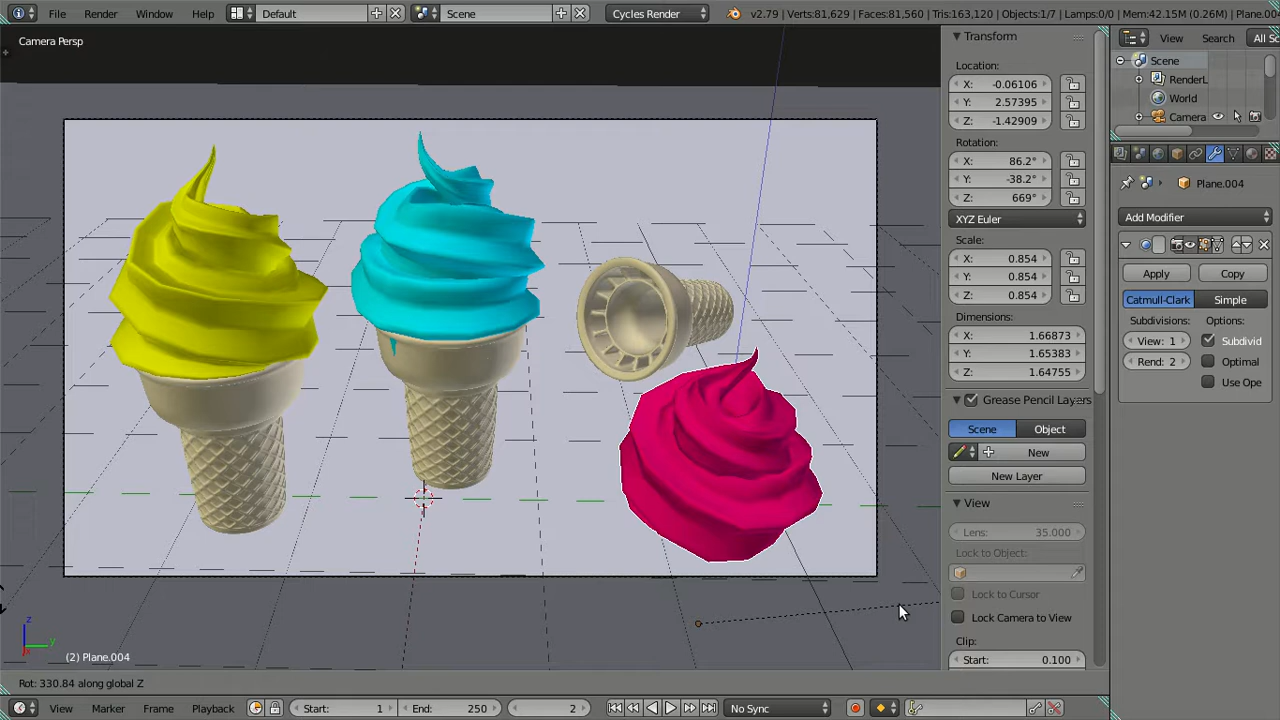 File Render Window Help Default Scene Cycles Render v2.79 | Verts:81,629 | Faces:81,560 | Tris:163,120 | Objects:1/7 | Lamps:0/0 | Mem:42.15M (0.26M) | Plane.004
Camera Persp
Transform
Location:
X: -0.06106
Y: 2.57395
Z: -1.42909
Rotation:
X: 86.2°
Y: -38.2°
Z: 669°
XYZ Euler
Scale:
X: 0.854
Y: 0.854
Z: 0.854
Dimensions:
X: 1.66873
Y: 1.65383
Z: 1.64755
Grease Pencil Layers
Scene Object
New
New Layer
View
Lens: 35.000
Lock to Object:
Lock to Cursor
Lock Camera to View
Clip:
Start: 0.100
View Search All Sc
Scene
RenderL
World
Camera
Plane.004
Add Modifier
Apply Copy
Catmull-Clark Simple
Subdivisions: Options:
View: 1 Subdivid
Rend: 2 Optimal
Use Ope
z
y
x
(2) Plane.004
Rot: 330.84 along global Z
View Marker Frame Playback Start: 1 End: 250 2 No Sync